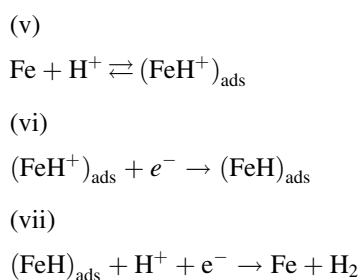 (v)
Fe + H⁺ ⇄ (FeH⁺)ₐdₛ
(vi)
(FeH⁺)ads + e⁻ → (FeH)ads
(vii)
(FeH)ads + H⁺ + e⁻ → Fe + H₂